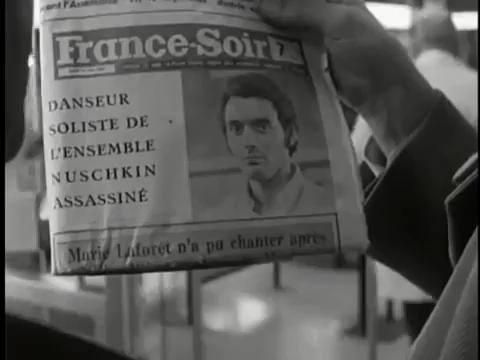 France-Soir
DANSEUR
SOLISTE DE
L'ENSEMBLE
NUSCHKIN
ASSASSINÉ
Marie Laforêt n'a pu chanter après